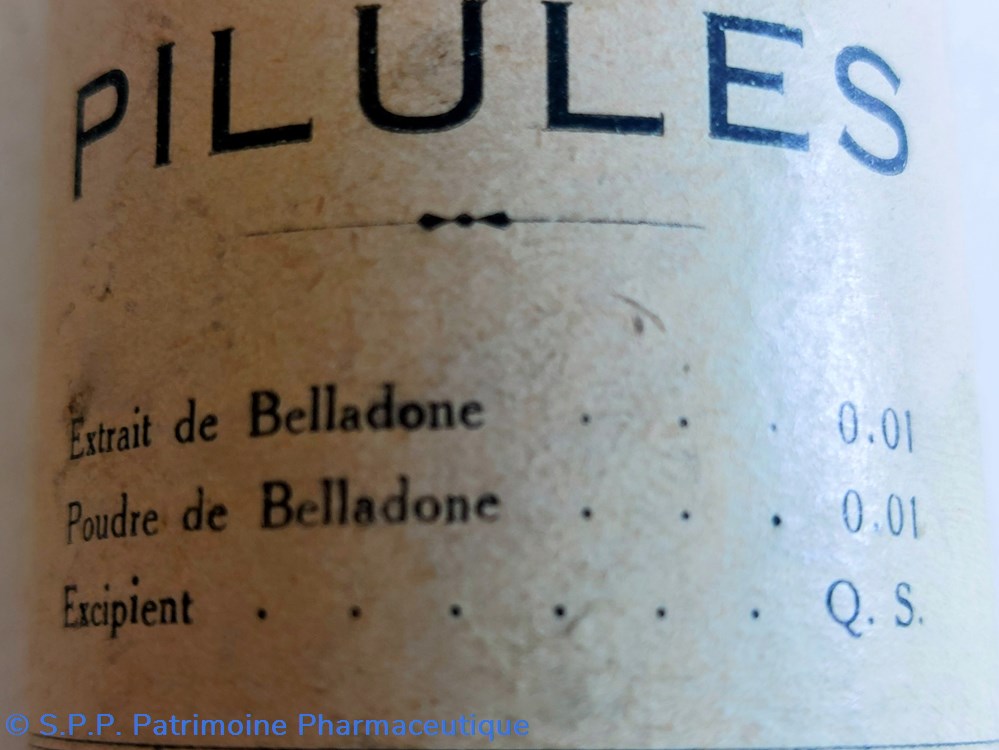 PILULES
Extrait de Belladone . . . 0.01
Poudre de Belladone . . . 0.01
Excipient . . . . . . Q. S.
© S.P.P. Patrimoine Pharmaceutique